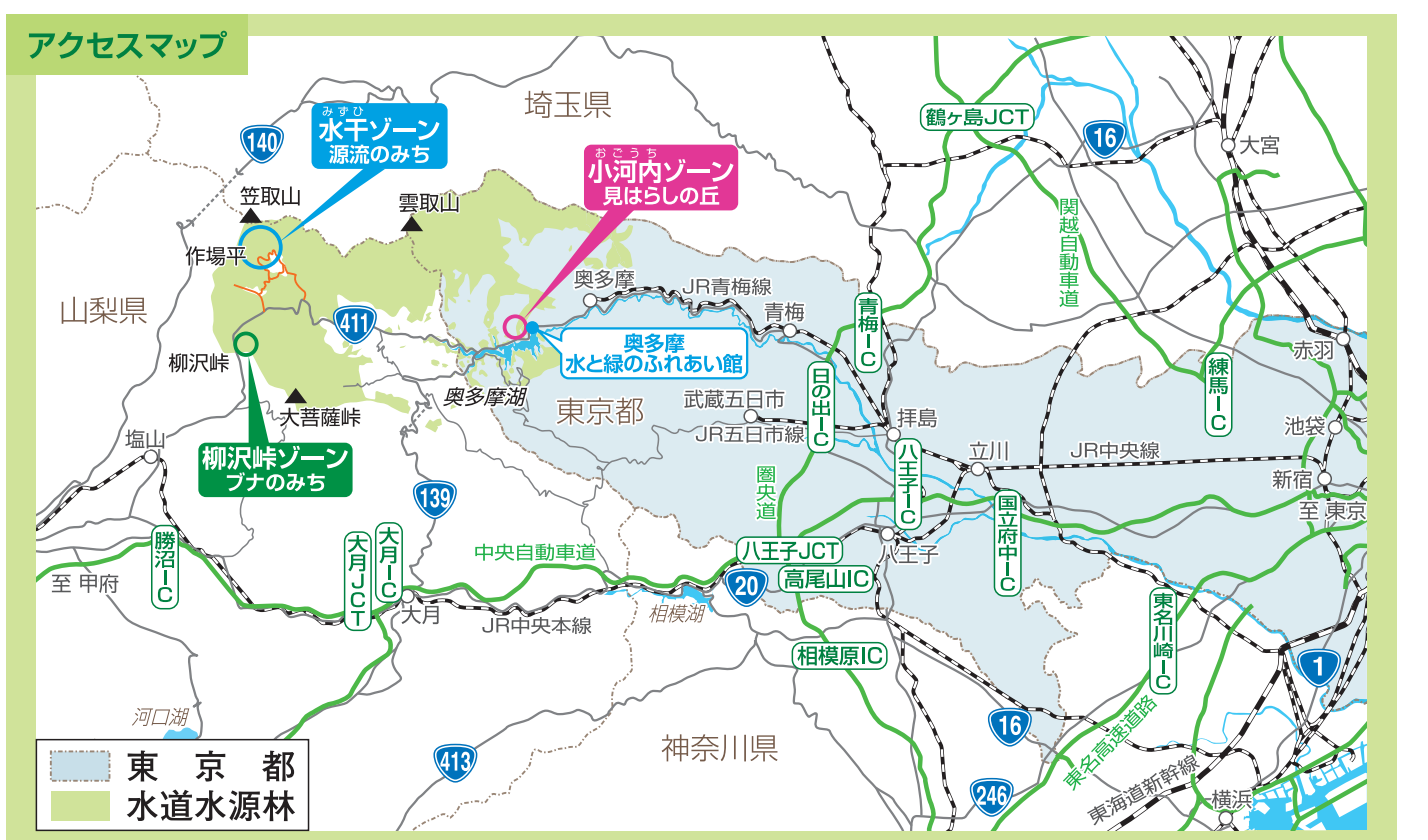 アクセスマップ
埼玉県
鶴ヶ島JCT
140
みずひ
水干ゾーン
源流のみち
おごうち
小河内ゾーン
見はらしの丘
16
大宮
笠取山
雲取山
関越自動車道
作場平
山梨県
奥多摩
JR青梅線
青梅
青梅IC
411
奥多摩
水と緑のふれあい館
赤羽
柳沢峠
練馬IC
日の出IC
奥多摩湖
東京都
武蔵五日市
JR五日市線
拝島
大菩薩峠
池袋
塩山
柳沢峠ゾーン
ブナのみち
八王子IC
立川
JR中央線
新宿
圏央道
139
国立府中IC
至 東京
勝沼IC
大月JCT
大月IC
中央自動車道
八王子JCT
八王子
高尾山IC
20
至 甲府
大月
JR中央本線
相模湖
東名川崎IC
相模原IC
1
河口湖
神奈川県
16
413
東名高速道路
246
東海道新幹線
横浜
東京都
水道水源林